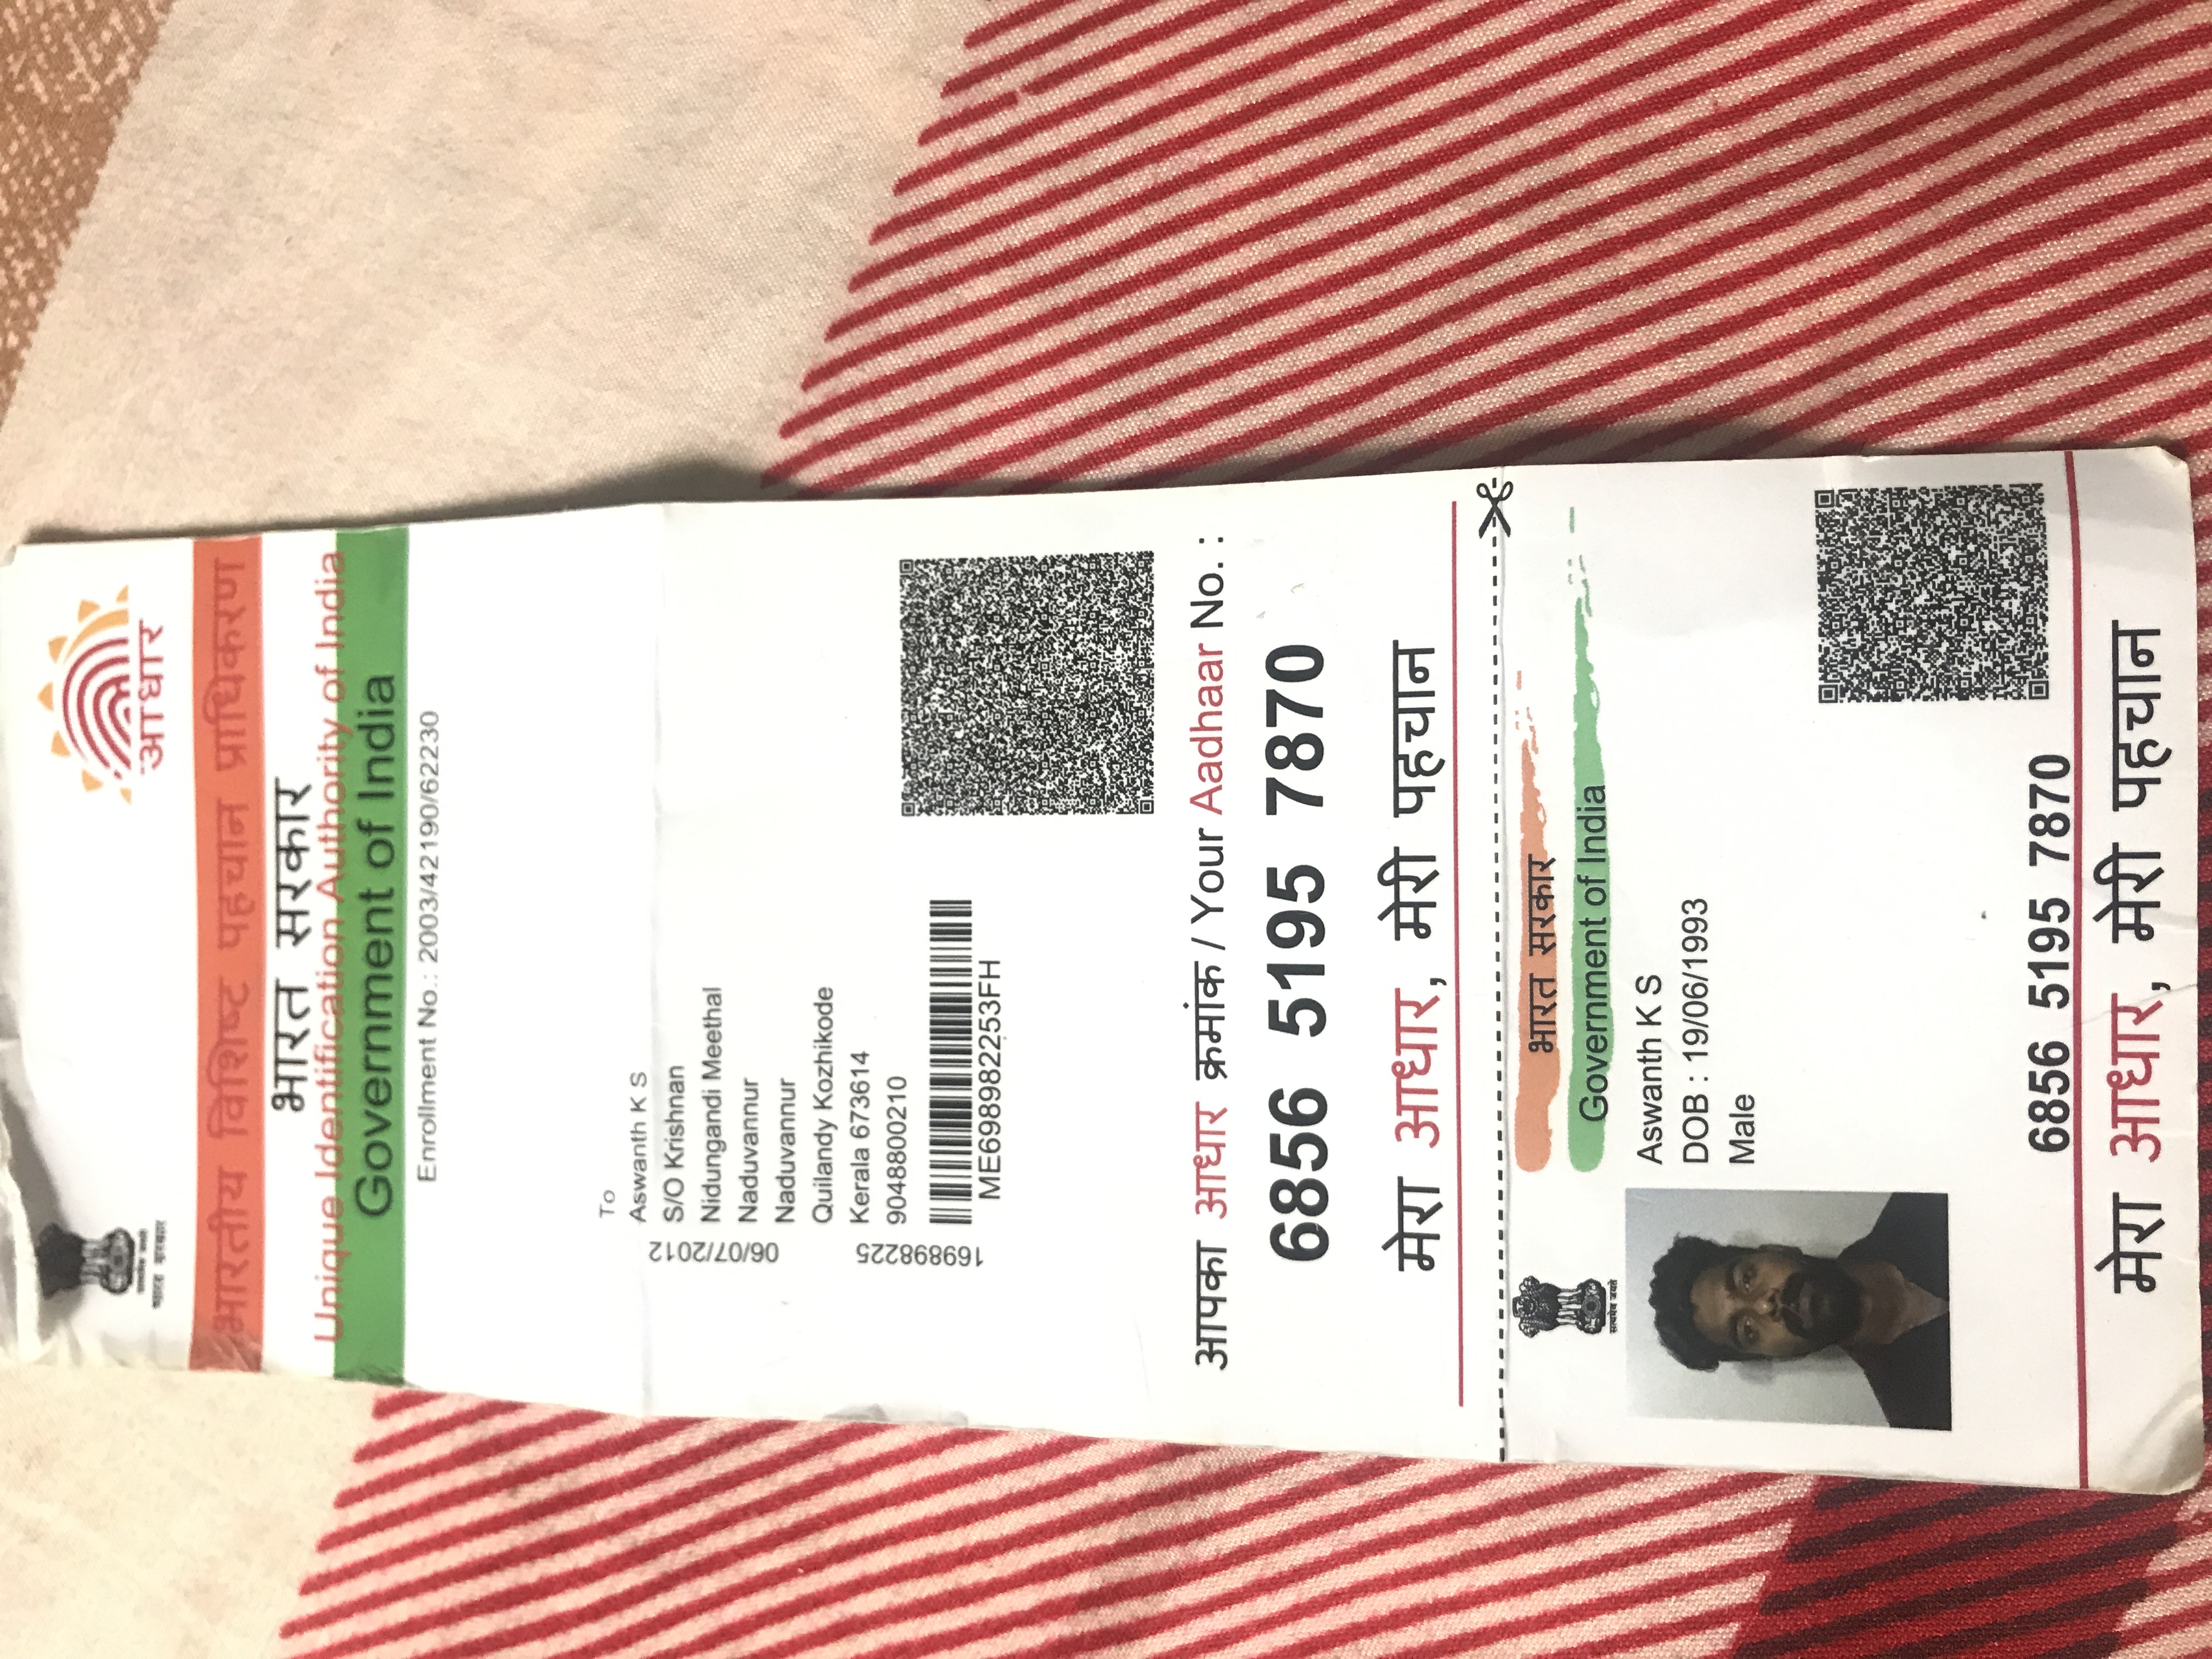 सत्यमेव जयते
भारत सरकार
आधार
भारतीय विशिष्ट पहचान प्राधिकरण
भारत सरकार
Unique Identification Authority of India
Government of India
Enrollment No.: 2003/42190/62230
To
Aswanth K S
S/O Krishnan
Nidungandi Meethal
Naduvannur
Naduvannur
Quilandy Kozhikode
Kerala 673614
9048800210
06/07/2012
169898225
ME698982253FH
आपका आधार क्रमांक / Your Aadhaar No. :
6856 5195 7870
मेरा आधार, मेरी पहचान
भारत सरकार
Government of India
सत्यमेव जयते
Aswanth K S
DOB : 19/06/1993
Male
6856 5195 7870
मेरा आधार, मेरी पहचान